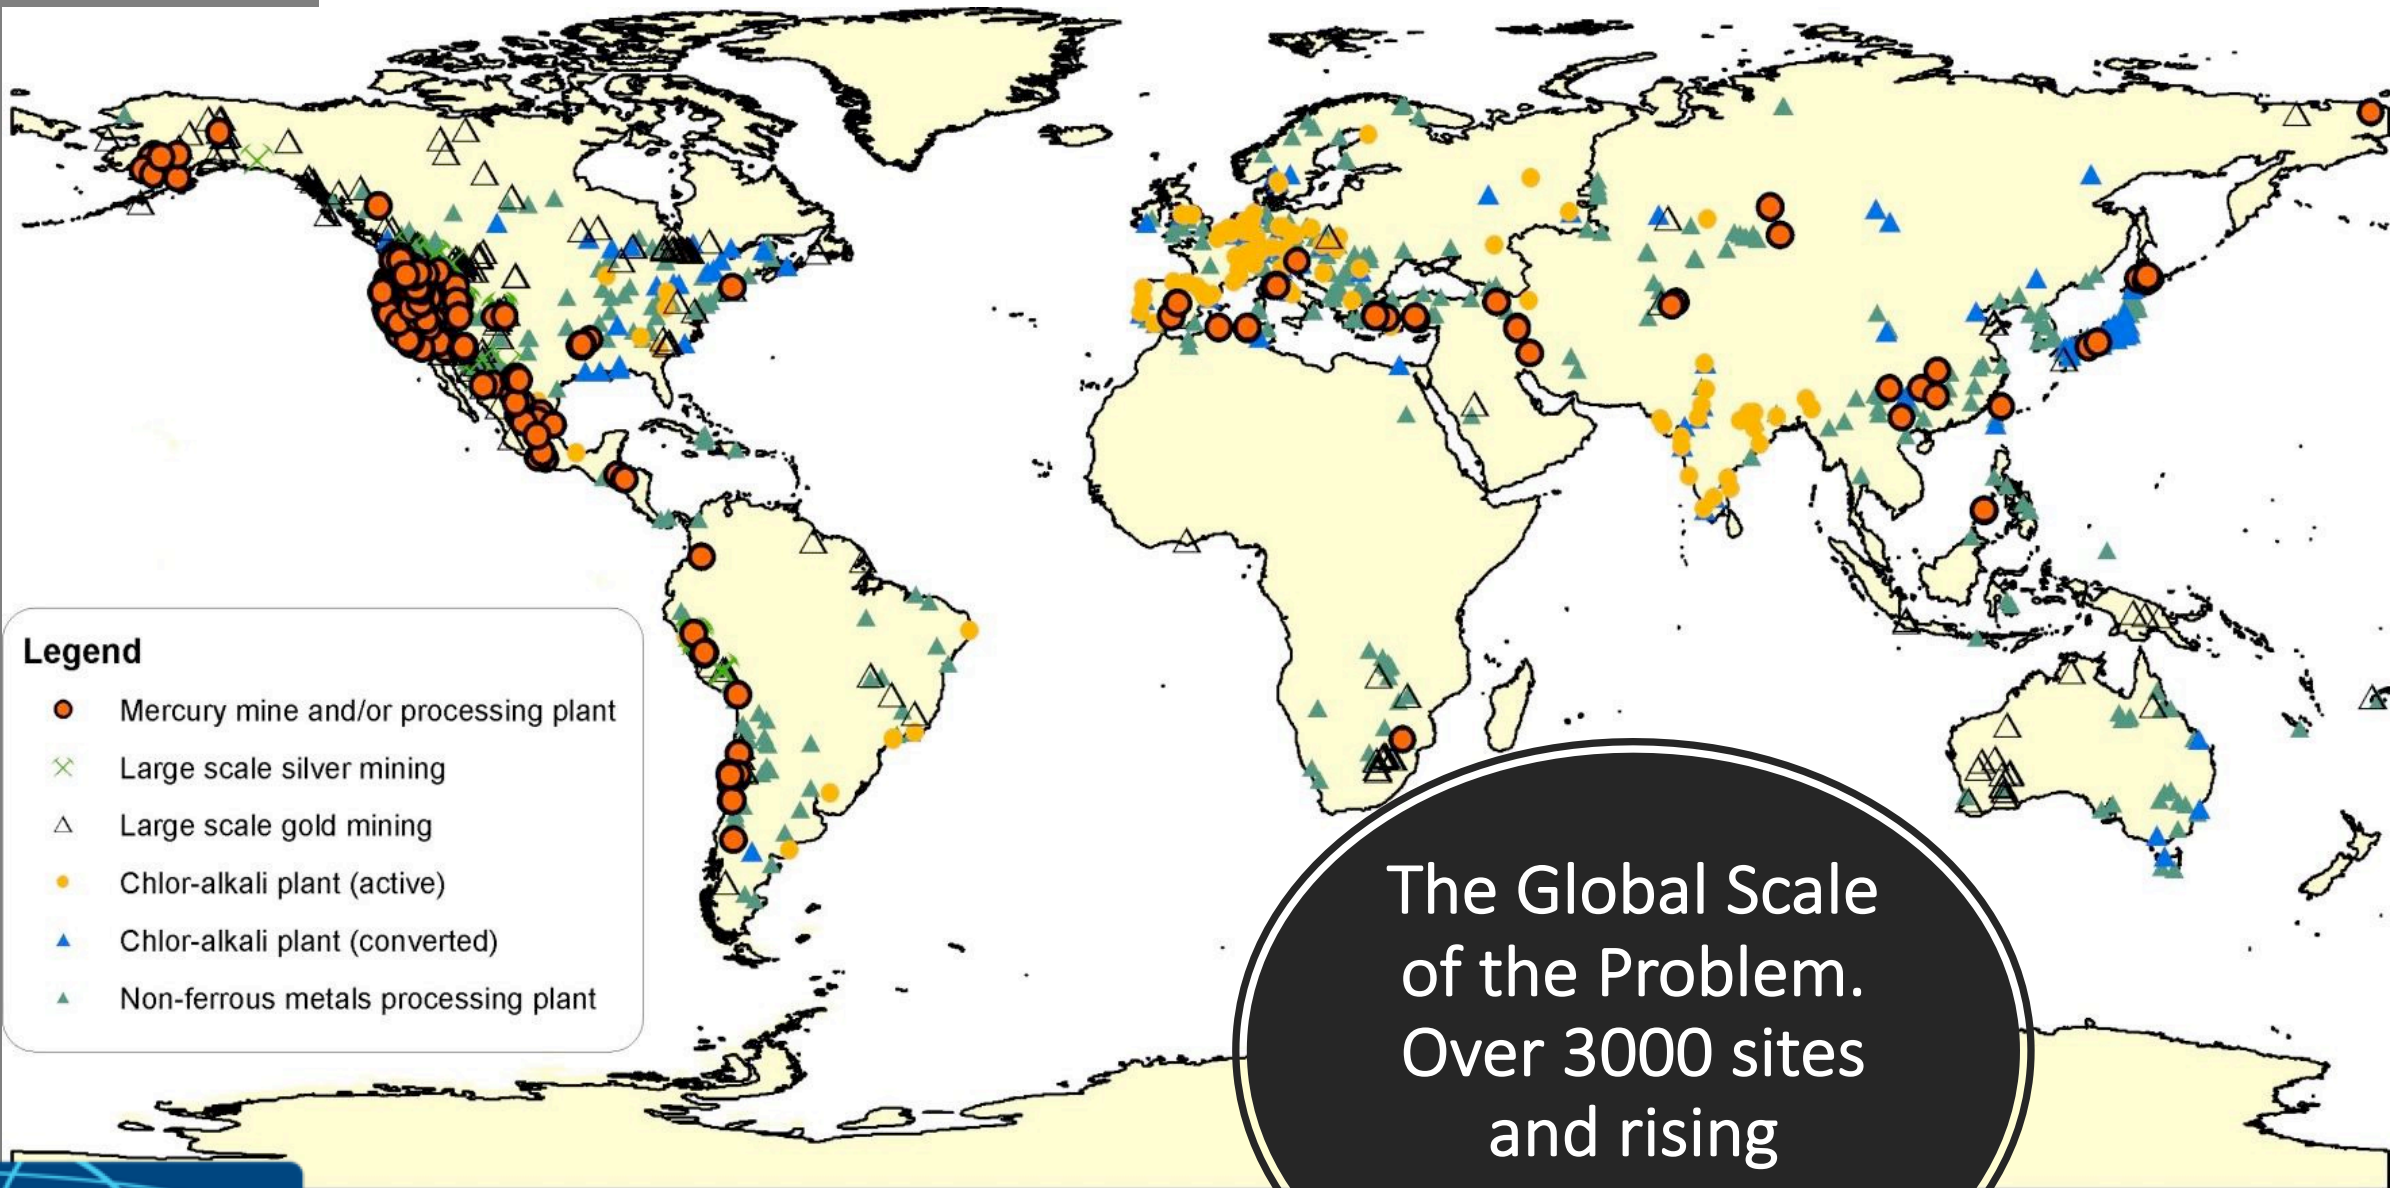 Legend
Mercury mine and/or processing plant
Large scale silver mining
Large scale gold mining
Chlor-alkali plant (active)
Chlor-alkali plant (converted)
Non-ferrous metals processing plant
The Global Scale
of the Problem.
Over 3000 sites
and rising